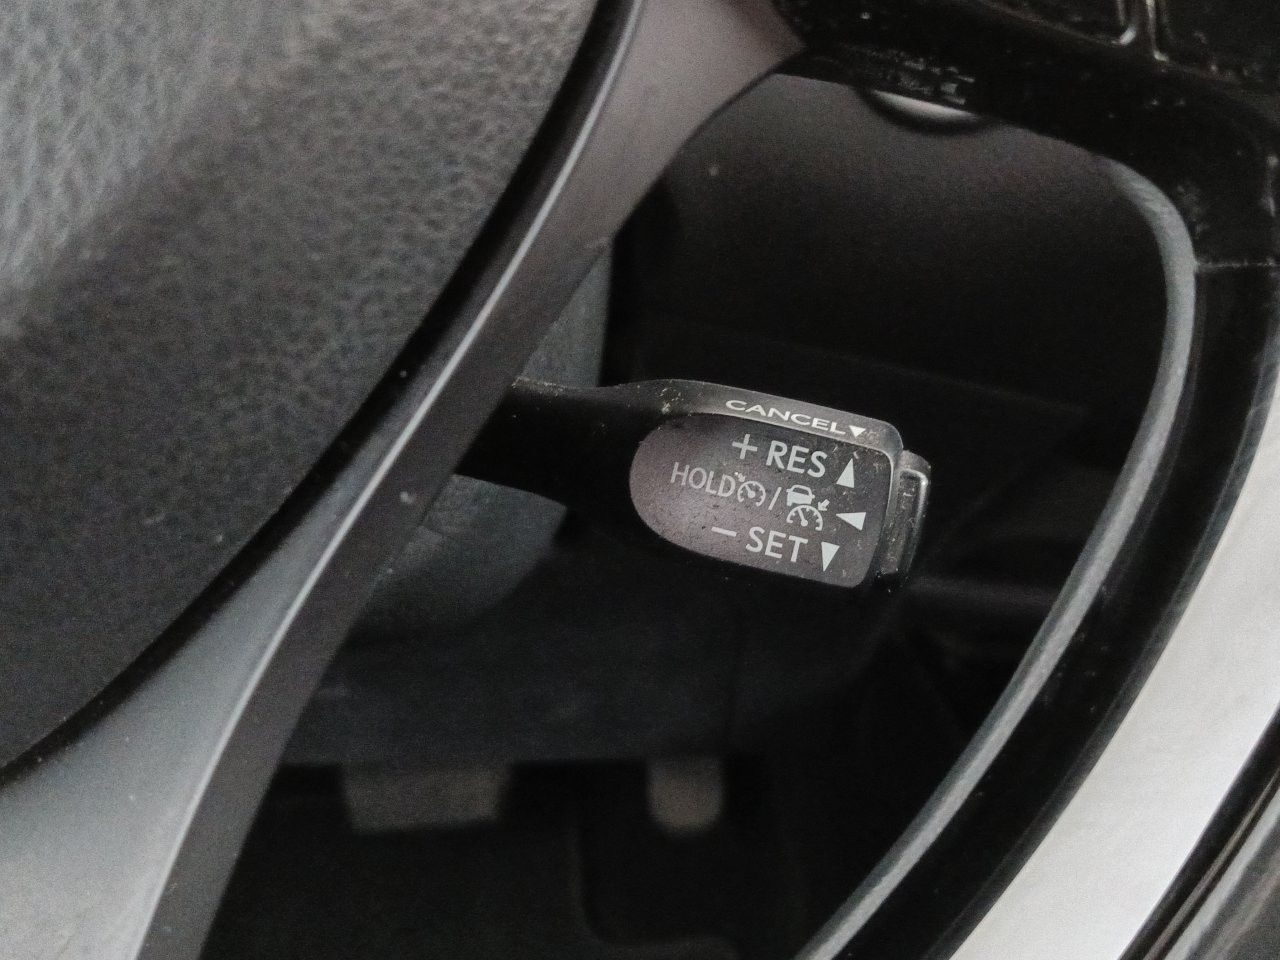 CANCEL▼
+ RES ▲
HOLD / ◀
− SET ▼